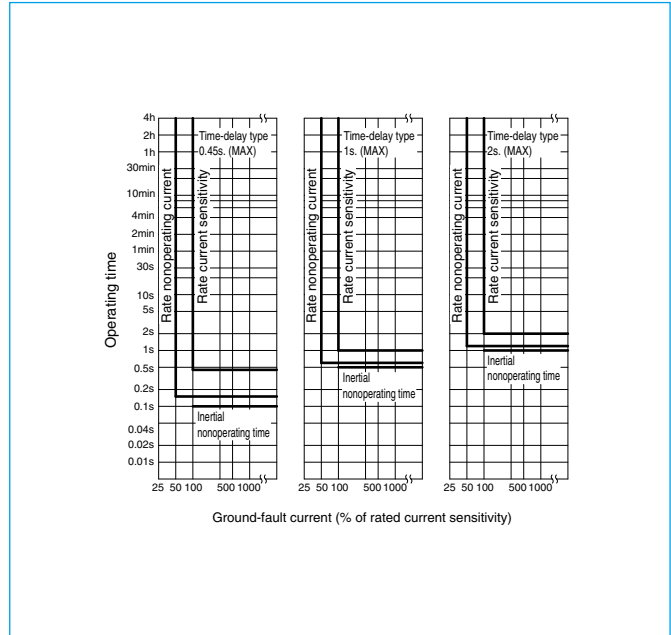 4h
2h
1h
30min
10min
4min
2min
1min
30s
10s
5s
2s
1s
0.5s
0.2s
0.1s
0.04s
0.02s
0.01s
Operating time
Rate nonoperating current
Rate current sensitivity
Time-delay type
0.45s. (MAX)
Inertial
nonoperating time
25 50 100 500 1000
Rate nonoperating current
Rate current sensitivity
Time-delay type
1s. (MAX)
Inertial
nonoperating time
25 50 100 500 1000
Rate nonoperating current
Rate current sensitivity
Time-delay type
2s. (MAX)
Inertial
nonoperating time
25 50 100 500 1000
Ground-fault current (% of rated current sensitivity)